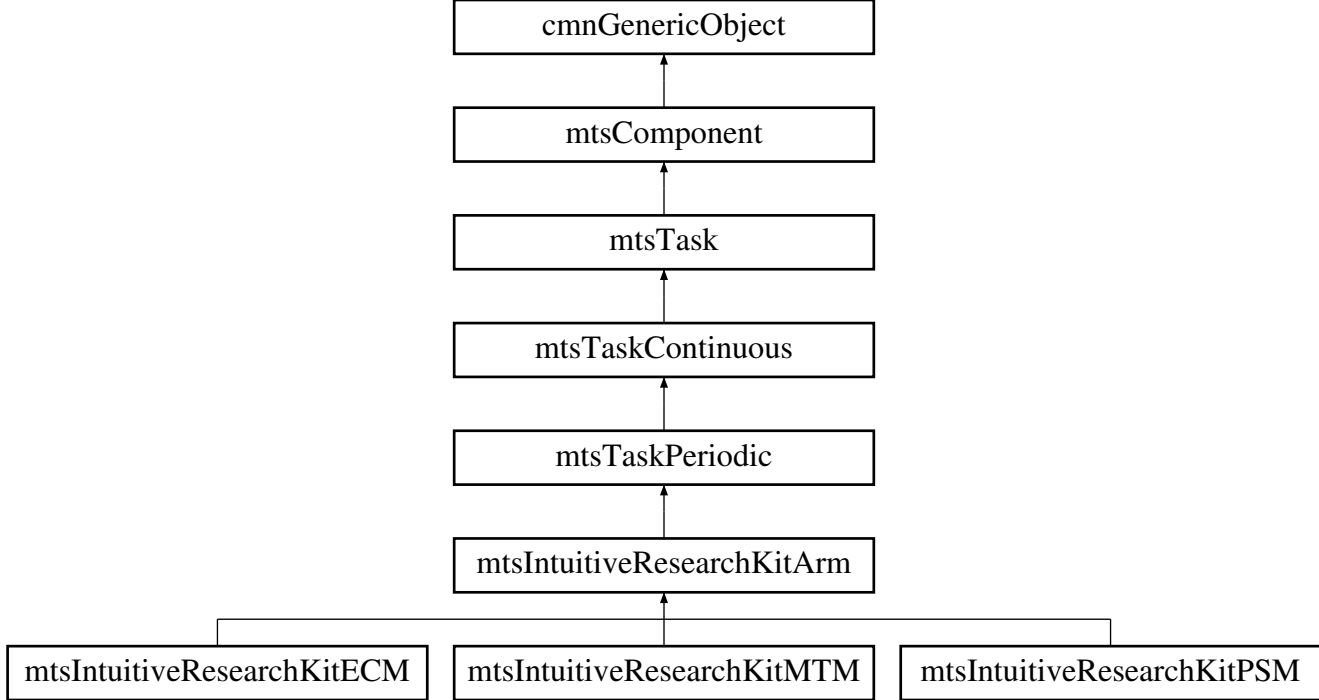 cmnGenericObject
mtsComponent
mtsTask
mtsTaskContinuous
mtsTaskPeriodic
mtsIntuitiveResearchKitArm
mtsIntuitiveResearchKitECM
mtsIntuitiveResearchKitMTM
mtsIntuitiveResearchKitPSM